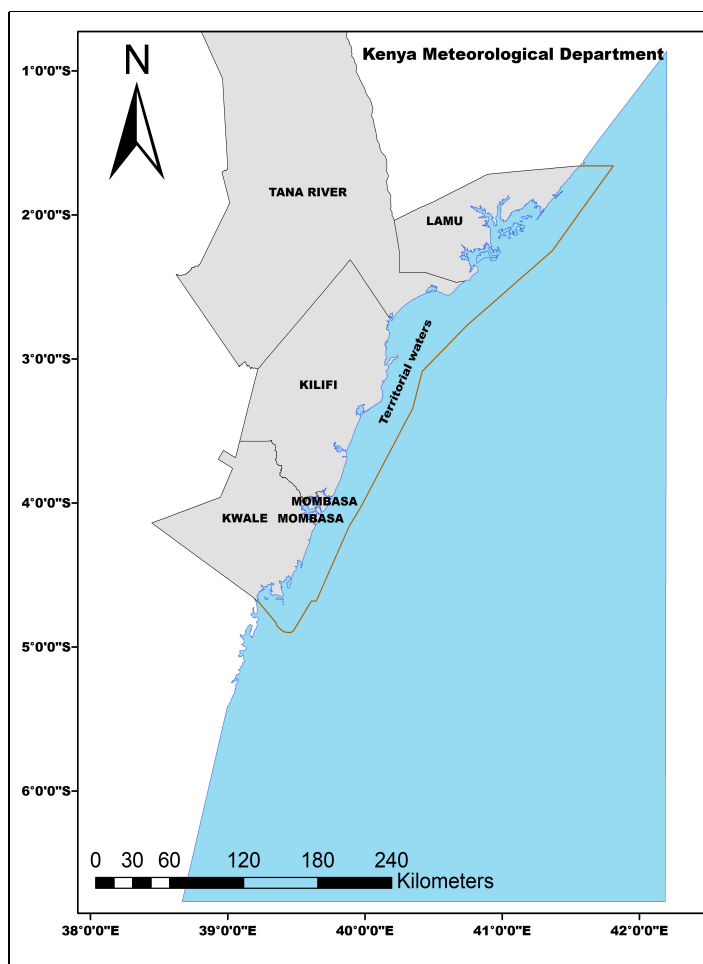 Kenya Meteorological Department
N
1°0'0"S
TANA RIVER
2°0'0"S
LAMU
3°0'0"S
Territorial waters
KILIFI
MOMBASA
4°0'0"S
KWALE MOMBASA
5°0'0"S
6°0'0"S
0 30 60 120 180 240
Kilometers
38°0'0"E 39°0'0"E 40°0'0"E 41°0'0"E 42°0'0"E